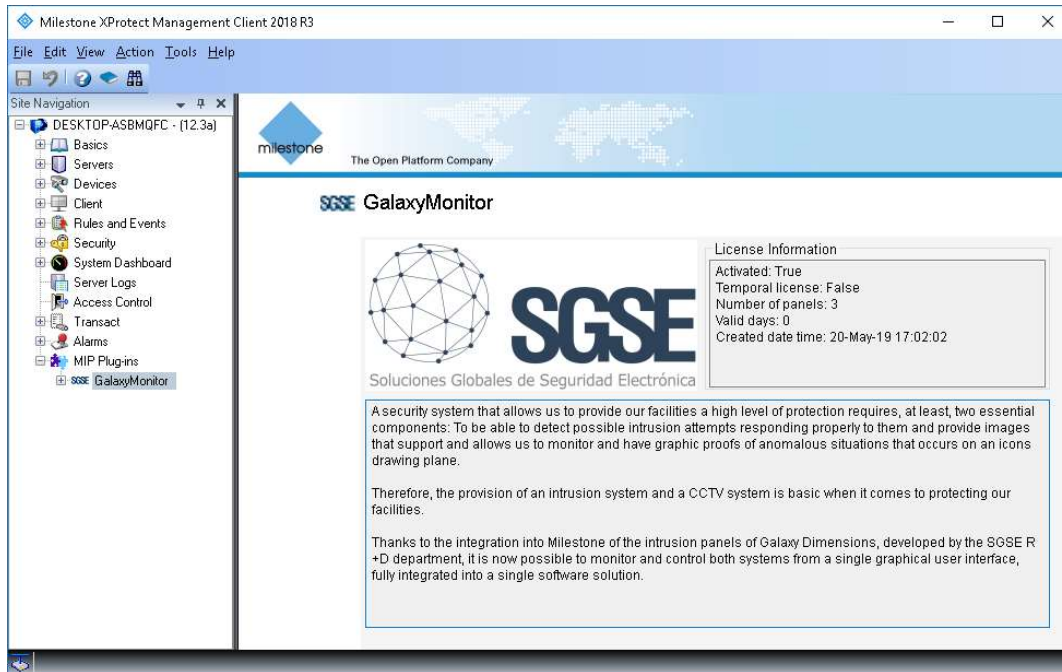 Milestone XProtect Management Client 2018 R3
File Edit View Action Tools Help
Site Navigation
DESKTOP-ASBMQFC - (12.3a)
Basics
Servers
Devices
Client
Rules and Events
Security
System Dashboard
Server Logs
Access Control
Transact
Alarms
MIP Plug-ins
SGSE GalaxyMonitor
milestone
The Open Platform Company
SGSE GalaxyMonitor
SGSE
Soluciones Globales de Seguridad Electrónica
License Information
Activated: True
Temporal license: False
Number of panels: 3
Valid days: 0
Created date time: 20-May-19 17:02:02
A security system that allows us to provide our facilities a high level of protection requires, at least, two essential
components: To be able to detect possible intrusion attempts responding properly to them and provide images
that support and allows us to monitor and have graphic proofs of anomalous situations that occurs on an icons
drawing plane.
Therefore, the provision of an intrusion system and a CCTV system is basic when it comes to protecting our
facilities.
Thanks to the integration into Milestone of the intrusion panels of Galaxy Dimensions, developed by the SGSE R
+D department, it is now possible to monitor and control both systems from a single graphical user interface,
fully integrated into a single software solution.